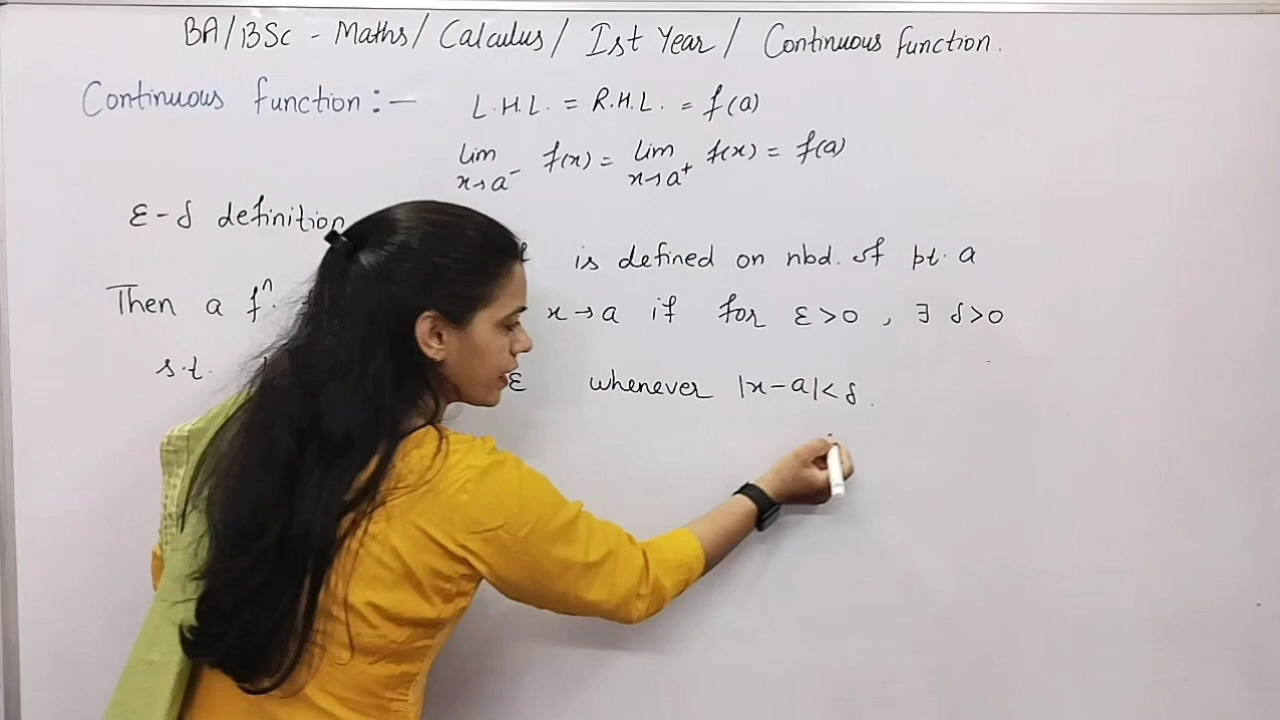 BA/BSc - Maths/ Calculus/ Ist Year/ Continuous function.
Continuous function :— L.H.L. = R.H.L. = f(a)
lim x→a⁻ f(x) = lim x→a⁺ f(x) = f(a)
ε-δ definition
is defined on nbd. of pt. a
Then a fⁿ. x→a if for ε>0 , ∃ δ>0
s.t. ε whenever |x-a|<δ.